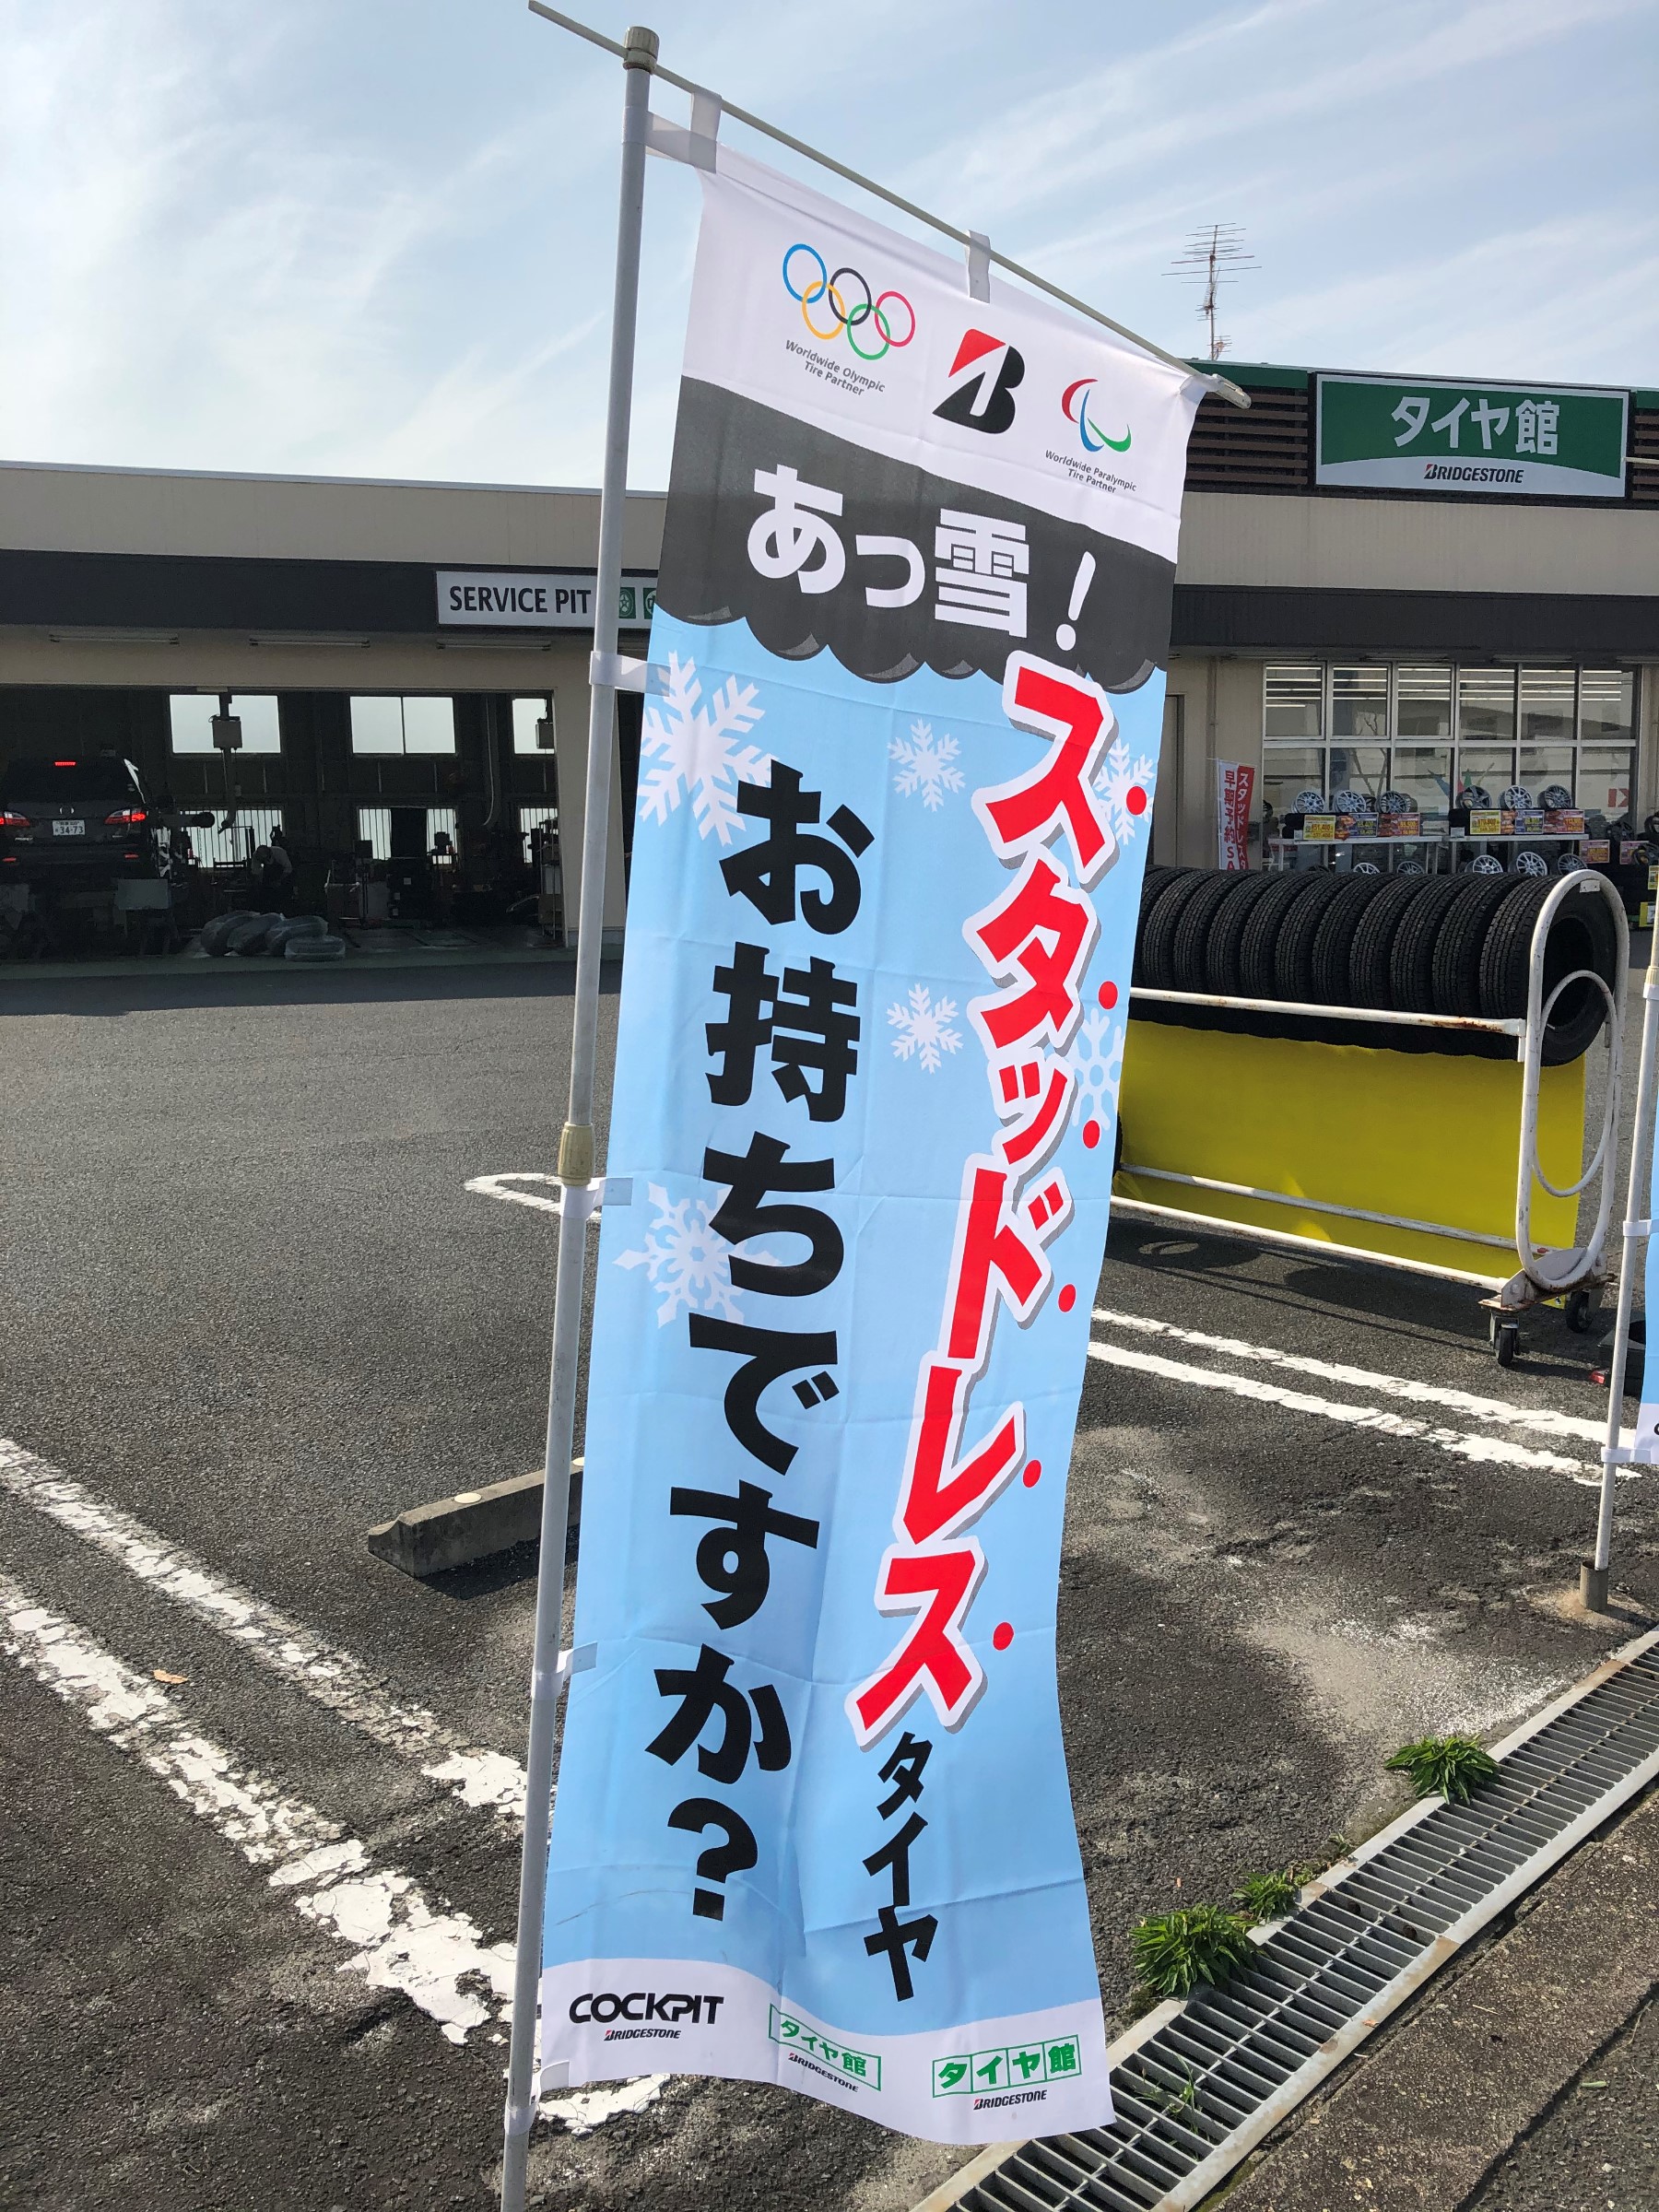 Worldwide Olympic
Tire Partner
B
Worldwide Paralympic
Tire Partner
あっ雪！
スタッドレスタイヤ
お持ちですか？
COCKPIT
BRIDGESTONE
タイヤ館
BRIDGESTONE
タイヤ館
BRIDGESTONE
タイヤ館
BRIDGESTONE
SERVICE PIT
34-73